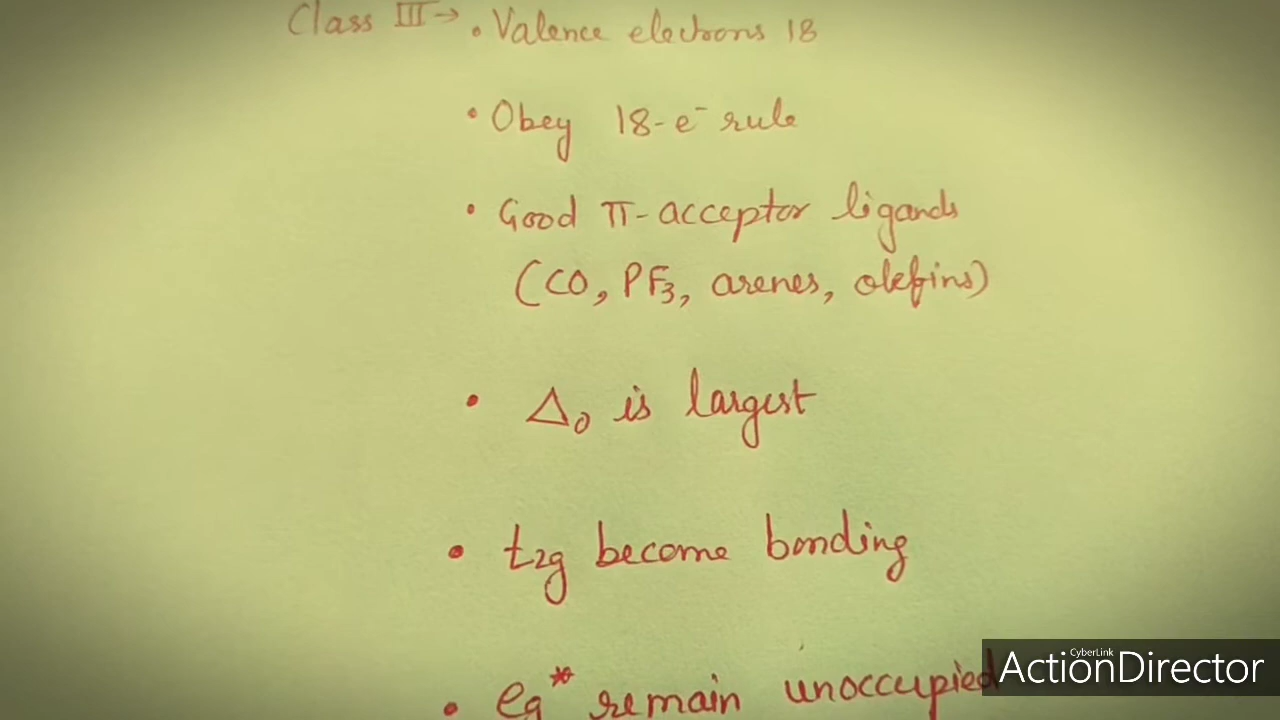 Class III → • Valence electrons 18
• Obey 18-e⁻ rule
• Good π-acceptor ligands
(CO, PF₃, arenes, olefins)
• Δ₀ is largest
• t₂g become bonding
• eg* remain unoccupied
CyberLink
ActionDirector